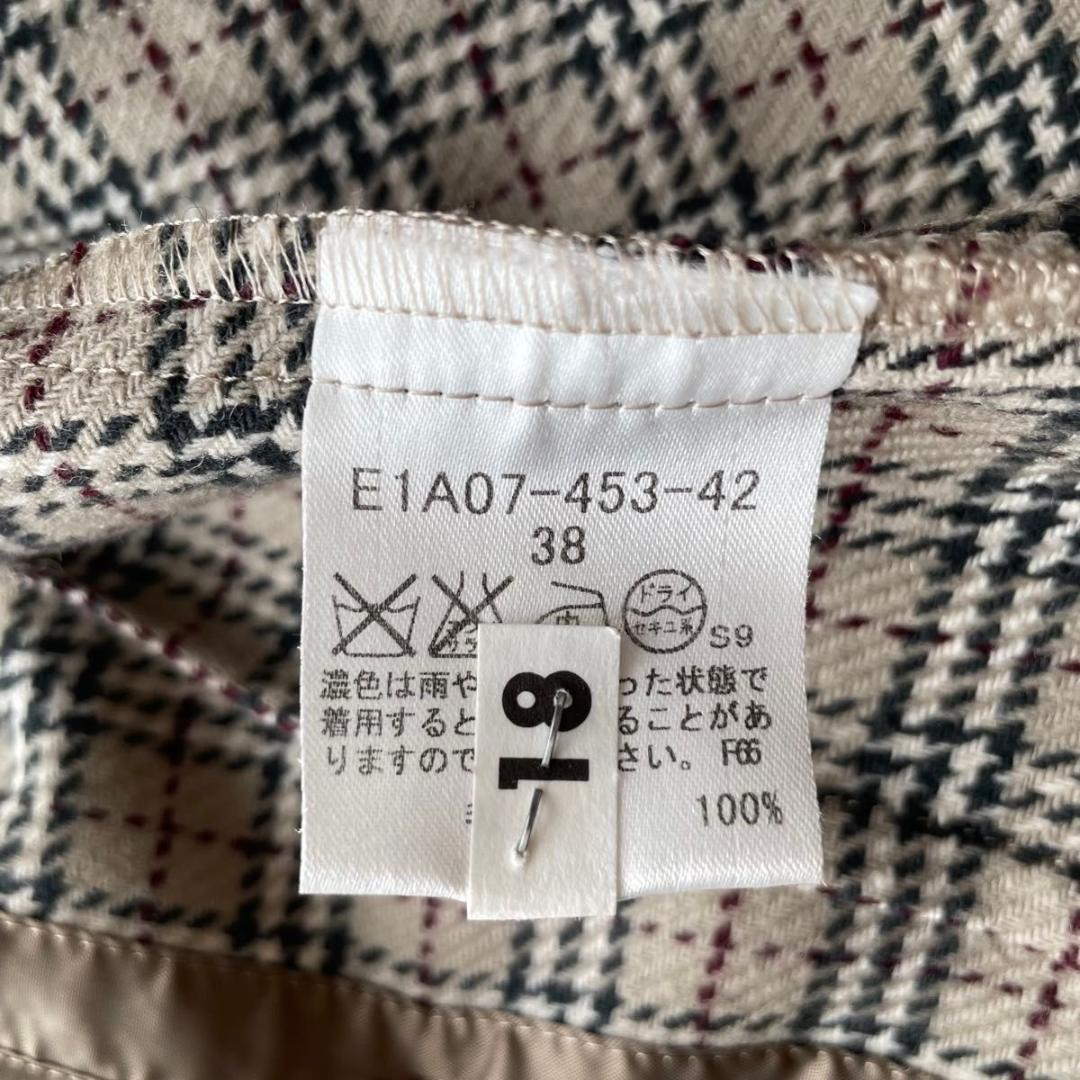 E1A07-453-42
38
ドライ
セキユ系
S9
濃色は雨や った状態で
着用すると ることがあ
りますので さい。 F66
100%
18